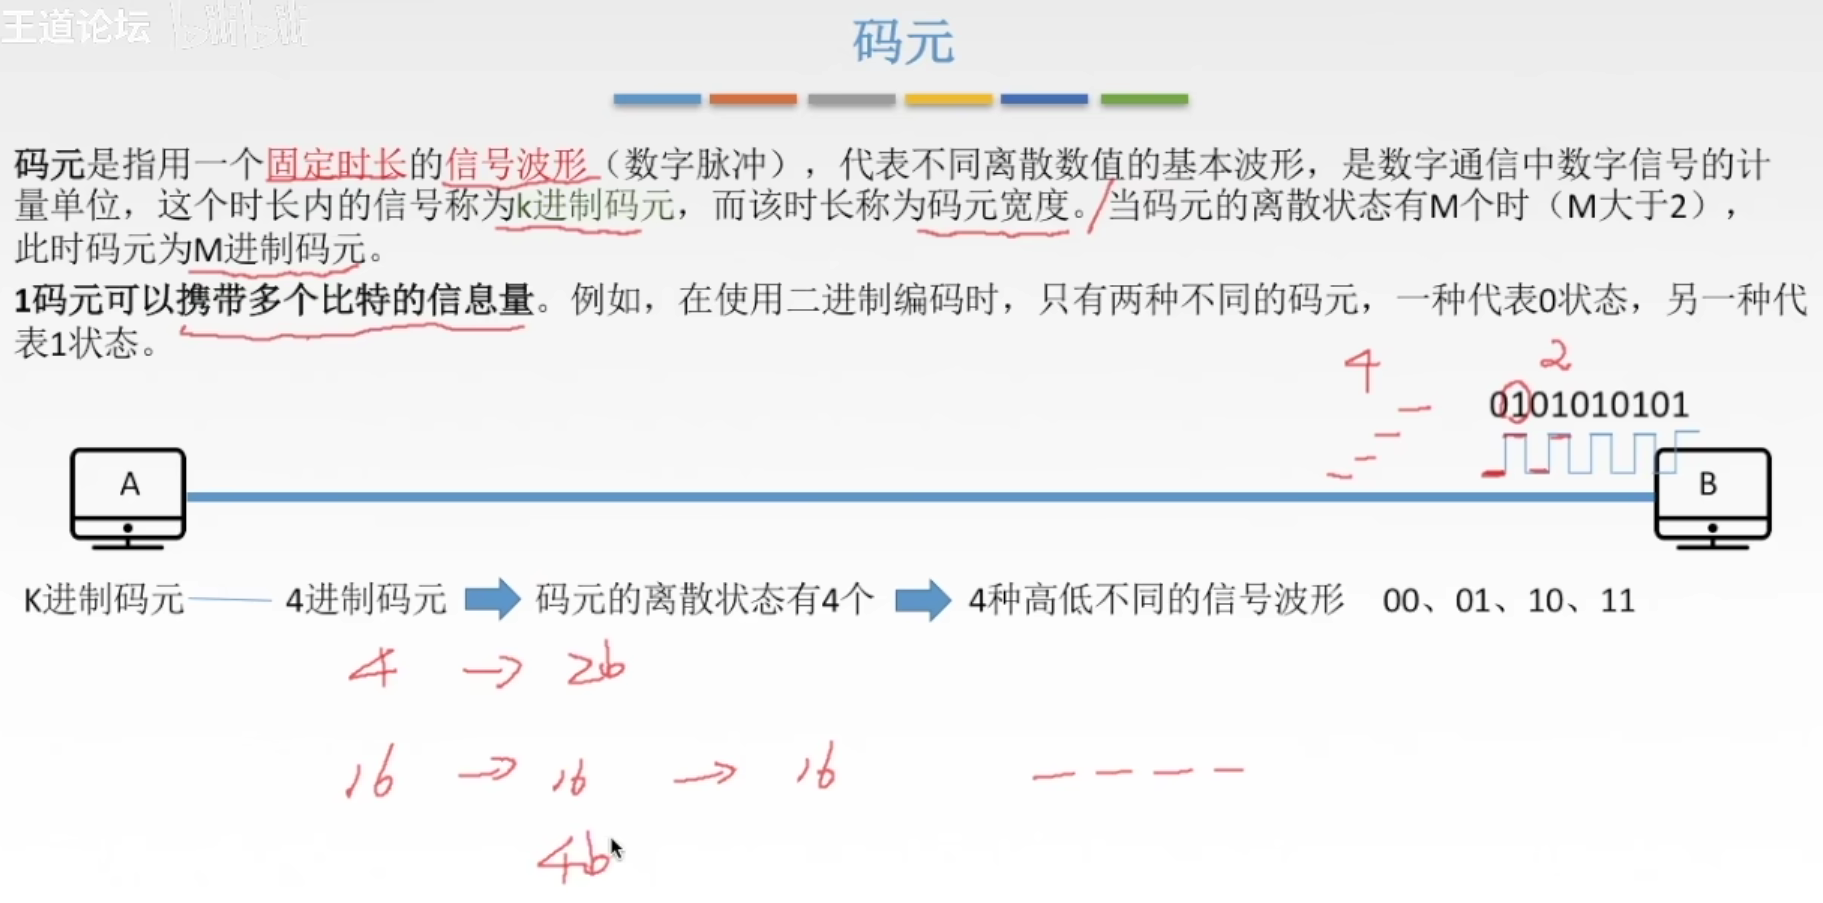 王道论坛 bilibili
码元
码元是指用一个固定时长的信号波形（数字脉冲），代表不同离散数值的基本波形，是数字通信中数字信号的计
量单位，这个时长内的信号称为k进制码元，而该时长称为码元宽度。当码元的离散状态有M个时（M大于2），
此时码元为M进制码元。
1码元可以携带多个比特的信息量。例如，在使用二进制编码时，只有两种不同的码元，一种代表0状态，另一种代
表1状态。
4 2
0101010101
A B
K进制码元 4进制码元 码元的离散状态有4个 4种高低不同的信号波形 00、01、10、11
4 → 2b
16 → 16 → 16
4b